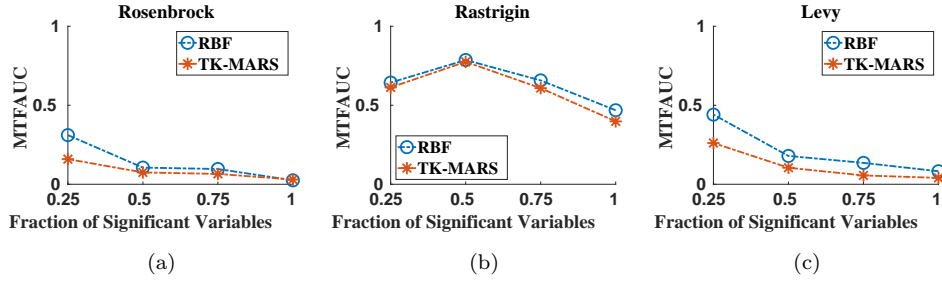 Rosenbrock
1
RBF
TK-MARS
MTFAUC
0.5
0
0.25
0.5
0.75
1
Fraction of Significant Variables
(a)
Rastrigin
1
MTFAUC
0.5
RBF
TK-MARS
0
0.25
0.5
0.75
1
Fraction of Significant Variables
(b)
Levy
1
RBF
TK-MARS
MTFAUC
0.5
0
0.25
0.5
0.75
1
Fraction of Significant Variables
(c)